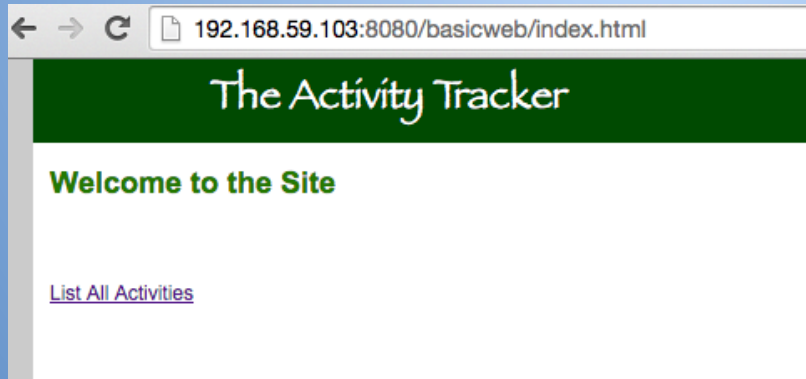 192.168.59.103:8080/basicweb/index.html
The Activity Tracker
Welcome to the Site
List All Activities